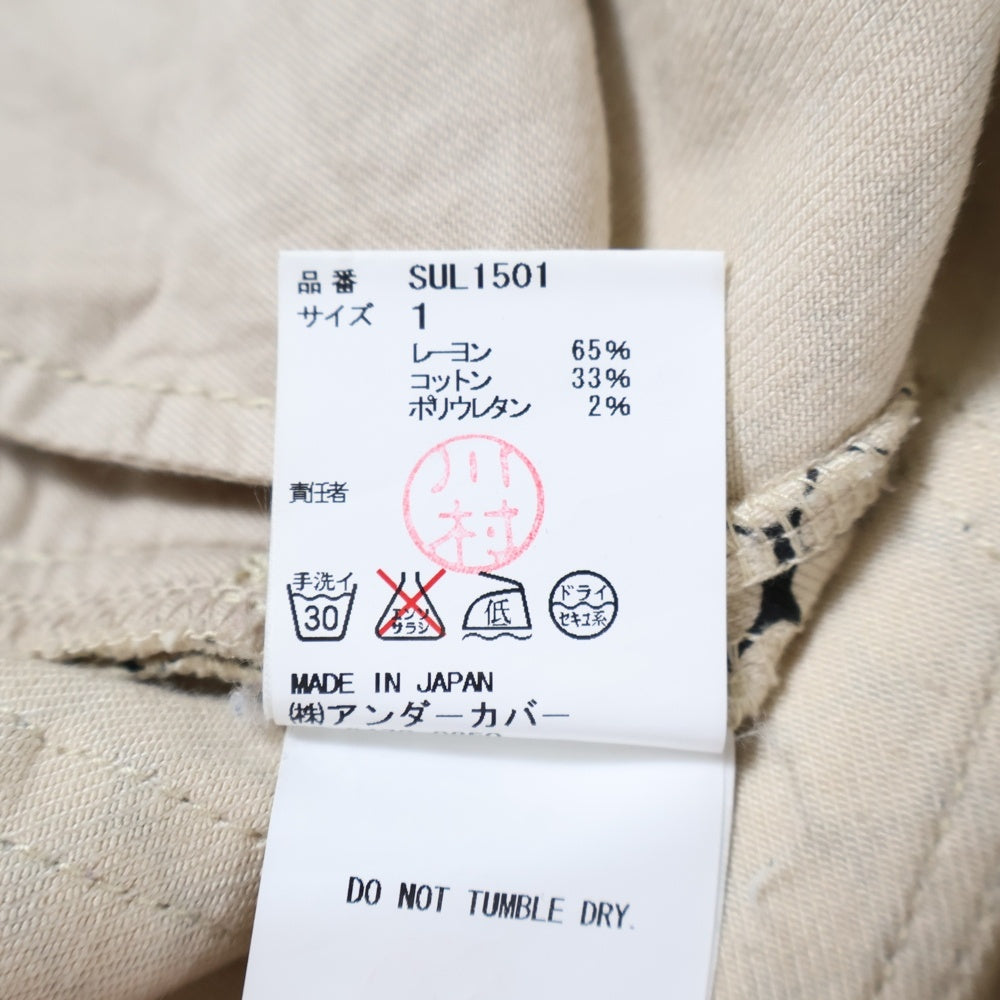 品番 SUL1501
サイズ 1
レーヨン 65%
コットン 33%
ポリウレタン 2%
川村
責任者
手洗イ
30
エンソ
サラシ
低
ドライ
セキユ系
MADE IN JAPAN
㈱アンダーカバー
DO NOT TUMBLE DRY.